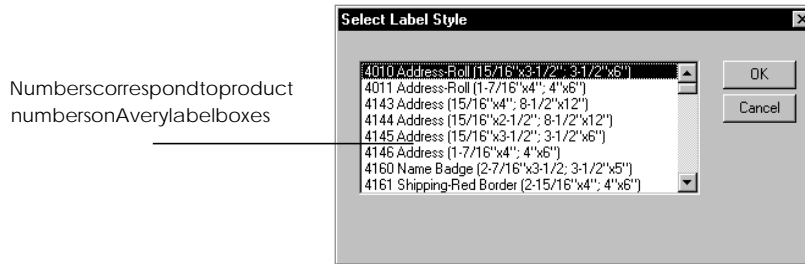 Select Label Style
Numberscorrespondtoproduct
numbersonAverylabelboxes
4010 Address-Roll (15/16"x3-1/2"; 3-1/2"x6")
4011 Address-Roll (1-7/16"x4"; 4"x6")
4143 Address (15/16"x4"; 8-1/2"x12")
4144 Address (15/16"x2-1/2"; 8-1/2"x12")
4145 Address (15/16"x3-1/2"; 3-1/2"x6")
4146 Address (1-7/16"x4"; 4"x6")
4160 Name Badge (2-7/16"x3-1/2; 3-1/2"x5")
4161 Shipping-Red Border (2-15/16"x4"; 4"x6")
OK
Cancel